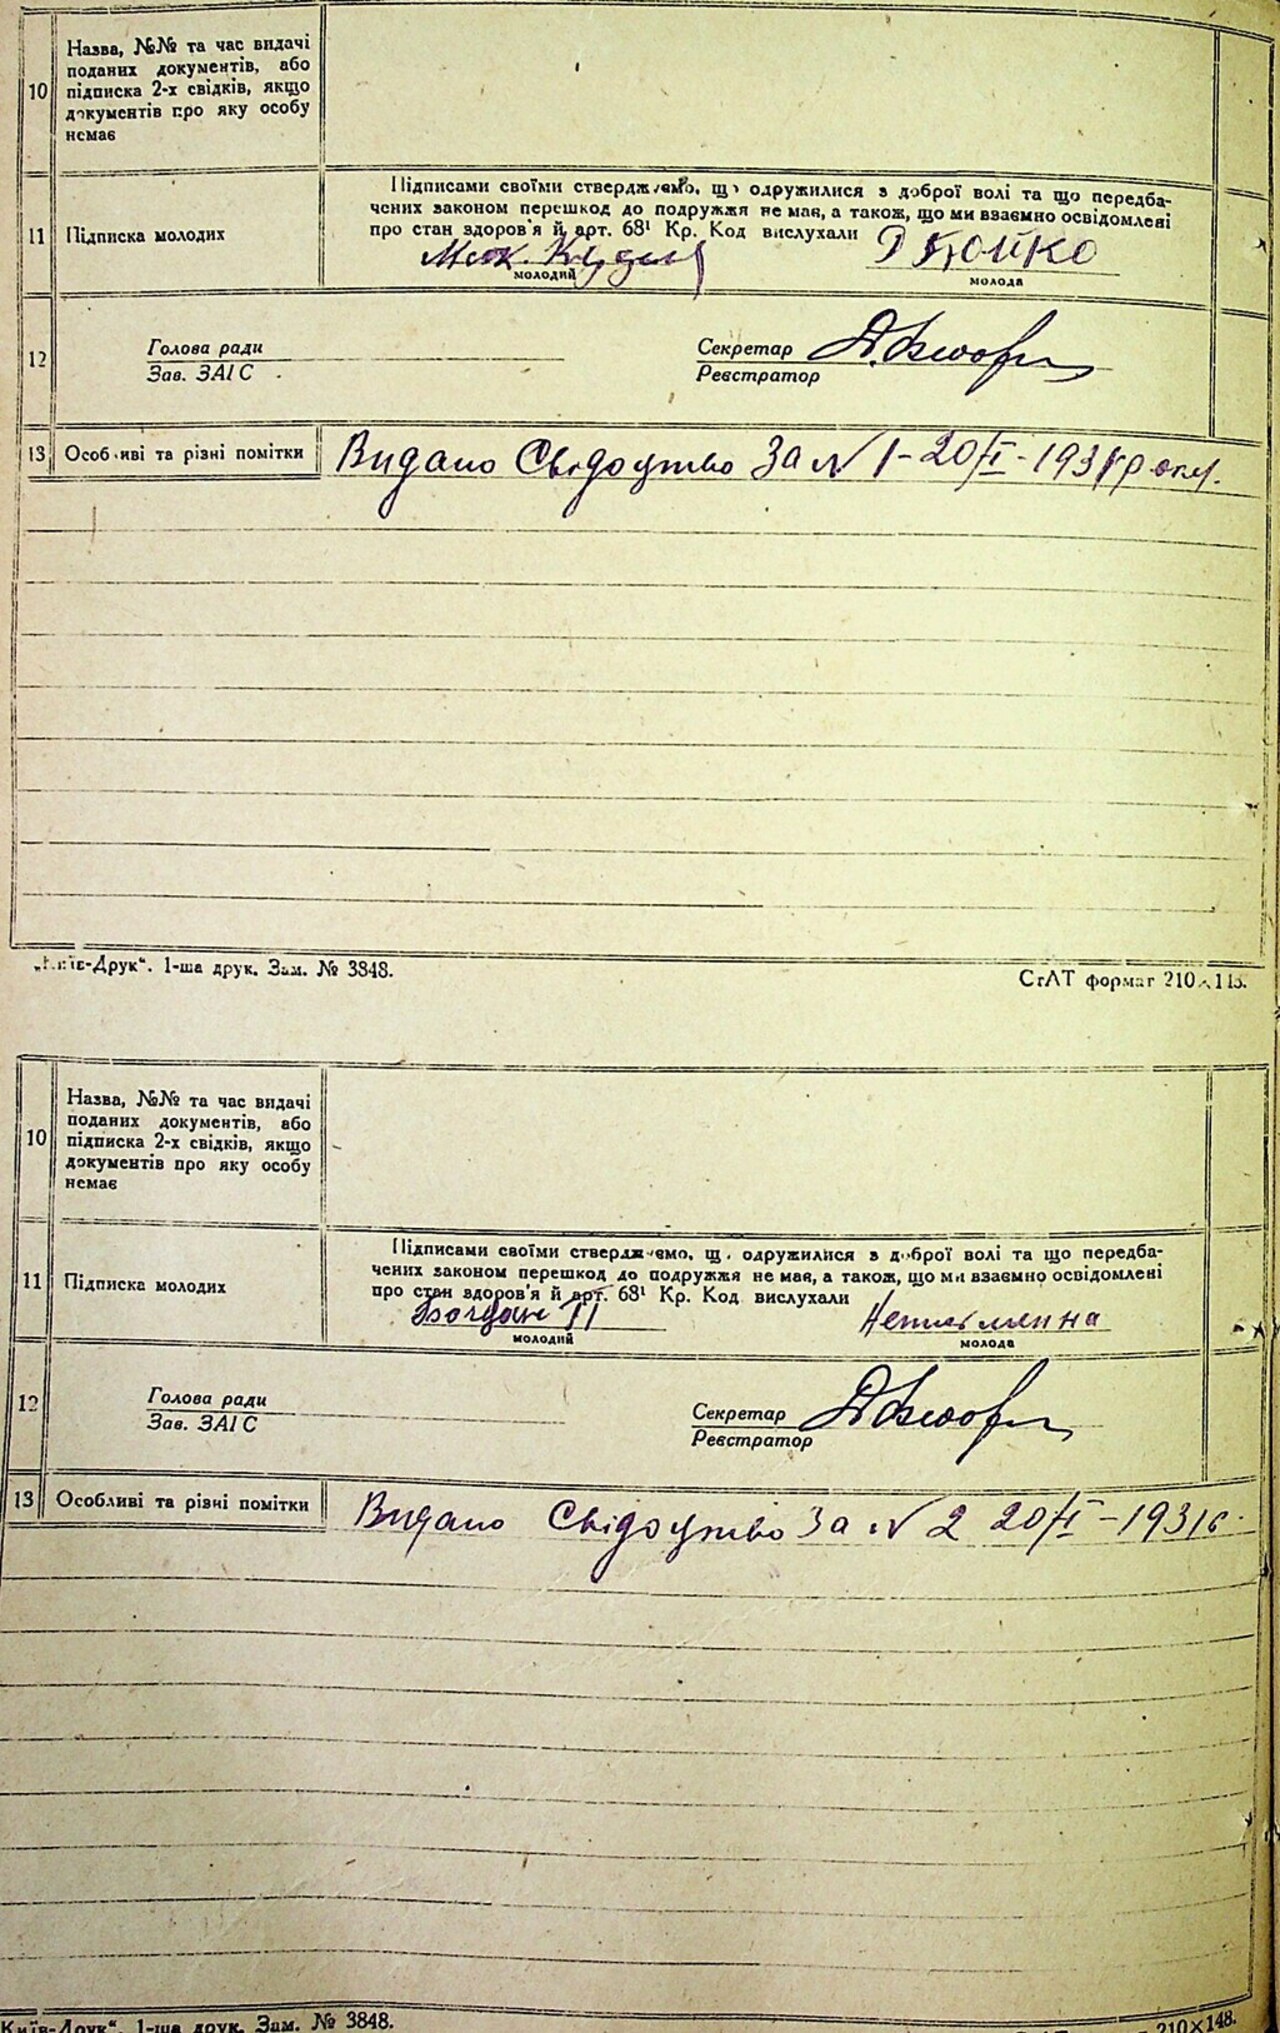 10
Назва, №№ та час видачі
поданих документів, або
підписка 2-х свідків, якщо
документів про яку особу
немає
11
Підписка молодих
Підписами своїми стверджуємо, що одружилися з доброї волі та що передба-
чених законом перешкод до подружжя не має, а також, що ми взаємно освідомлені
про стан здоров'я й арт. 68¹ Кр. Код вислухали
молодий
Бойко
молода
12
Голова ради
Зав. ЗАГС
Секретар
Реєстратор
13
Особливі та різні помітки
Видано Свідоцтво За № 1 - 20/I - 1931
„Київ-Друк“. 1-ша друк. Зам. № 3848.
СтАТ формат 210×148.
10
Назва, №№ та час видачі
поданих документів, або
підписка 2-х свідків, якщо
документів про яку особу
немає
11
Підписка молодих
Підписами своїми стверджуємо, що одружилися з доброї волі та що передба-
чених законом перешкод до подружжя не має, а також, що ми взаємно освідомлені
про стан здоров'я й арт. 68¹ Кр. Код вислухали
Богдан П
молодий
молода
12
Голова ради
Зав. ЗАГС
Секретар
Реєстратор
13
Особливі та різні помітки
Видано Свідоцтво За № 2 20/I - 1931 г.
Київ-Друк“. 1-ша друк. Зам. № 3848.
210×148.